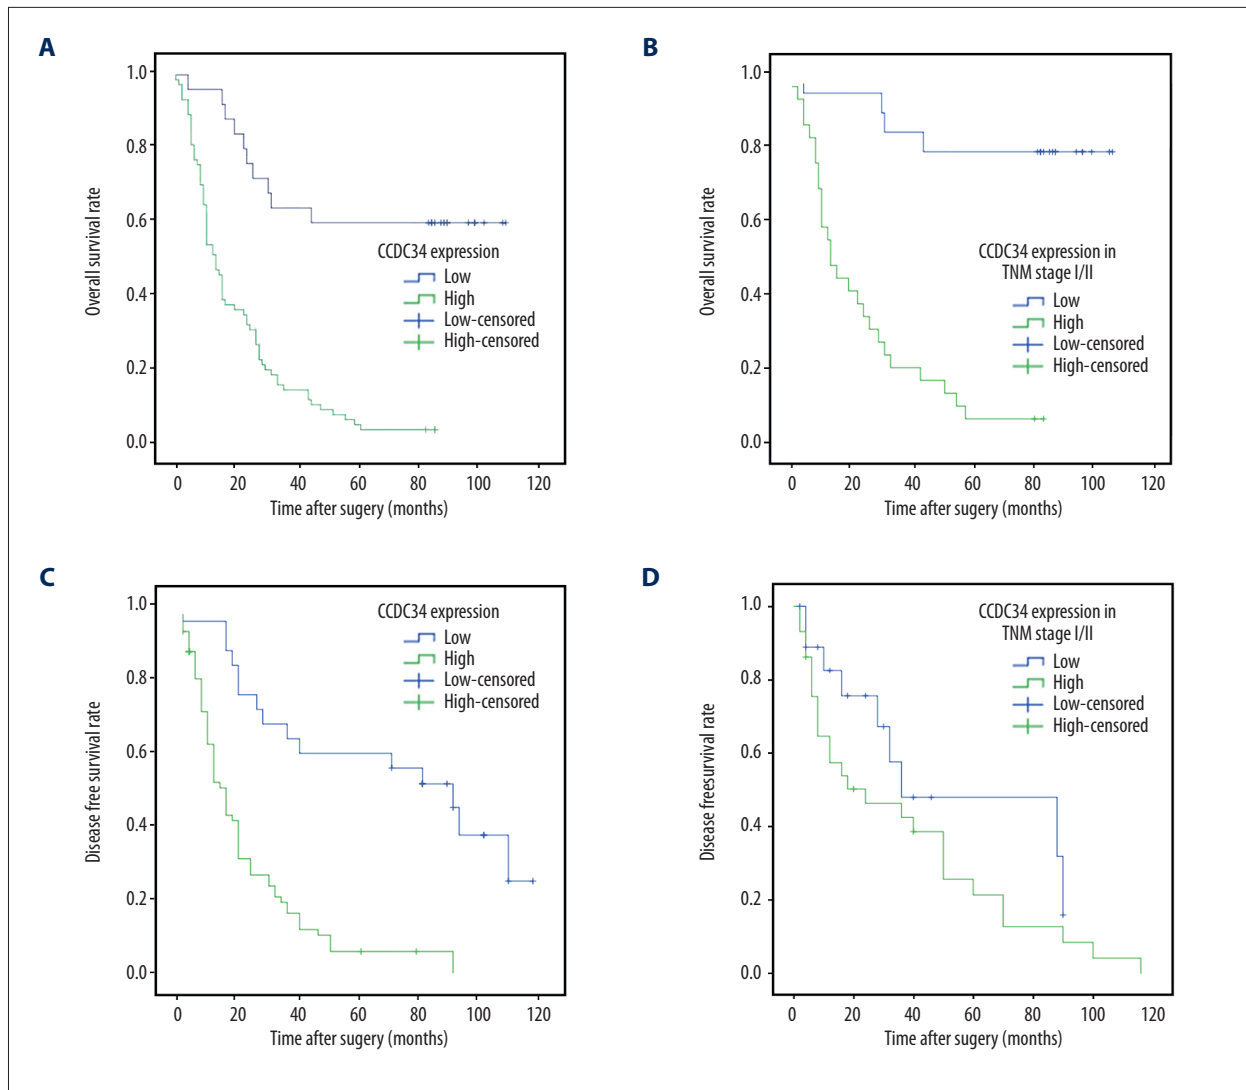 A
1.0
0.8
0.6
0.4
0.2
0.0
Overall survival rate
CCDC34 expression
Low
High
Low-censored
High-censored
0 20 40 60 80 100 120
Time after sugery (months)
B
1.0
0.8
0.6
0.4
0.2
0.0
Overall survival rate
CCDC34 expression in
TNM stage I/II
Low
High
Low-censored
High-censored
0 20 40 60 80 100 120
Time after sugery (months)
C
1.0
0.8
0.6
0.4
0.2
0.0
Disease free survival rate
CCDC34 expression
Low
High
Low-censored
High-censored
0 20 40 60 80 100 120
Time after sugery (months)
D
1.0
0.8
0.6
0.4
0.2
0.0
Disease freesurvival rate
CCDC34 expression in
TNM stage I/II
Low
High
Low-censored
High-censored
0 20 40 60 80 100 120
Time after sugery (months)